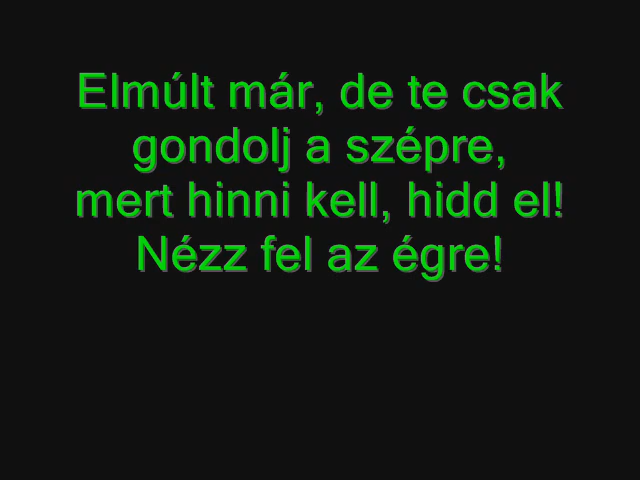 Elmúlt már, de te csak
gondolj a szépre,
mert hinni kell, hidd el!
Nézz fel az égre!